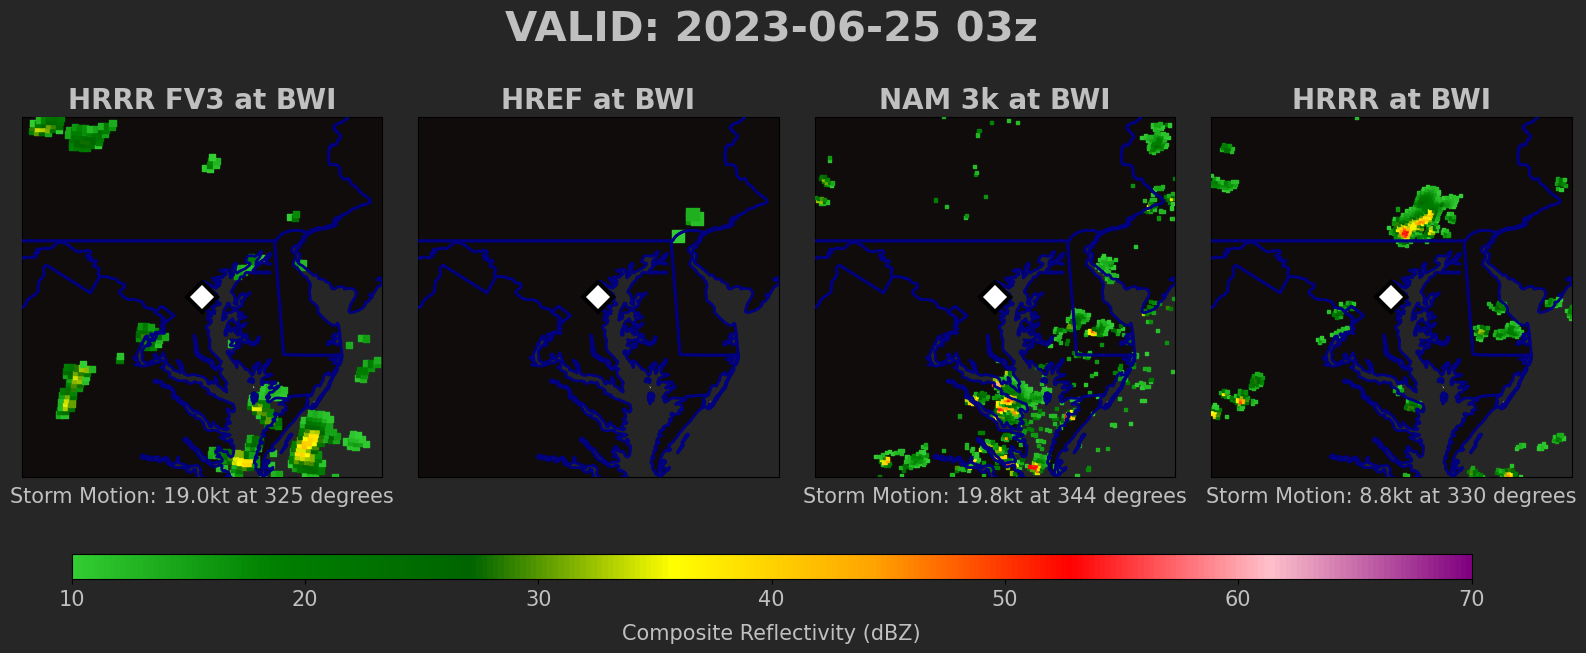 VALID: 2023-06-25 03z
HRRR FV3 at BWI
HREF at BWI
NAM 3k at BWI
HRRR at BWI
Storm Motion: 19.0kt at 325 degrees
Storm Motion: 19.8kt at 344 degrees
Storm Motion: 8.8kt at 330 degrees
10 20 30 40 50 60 70
Composite Reflectivity (dBZ)